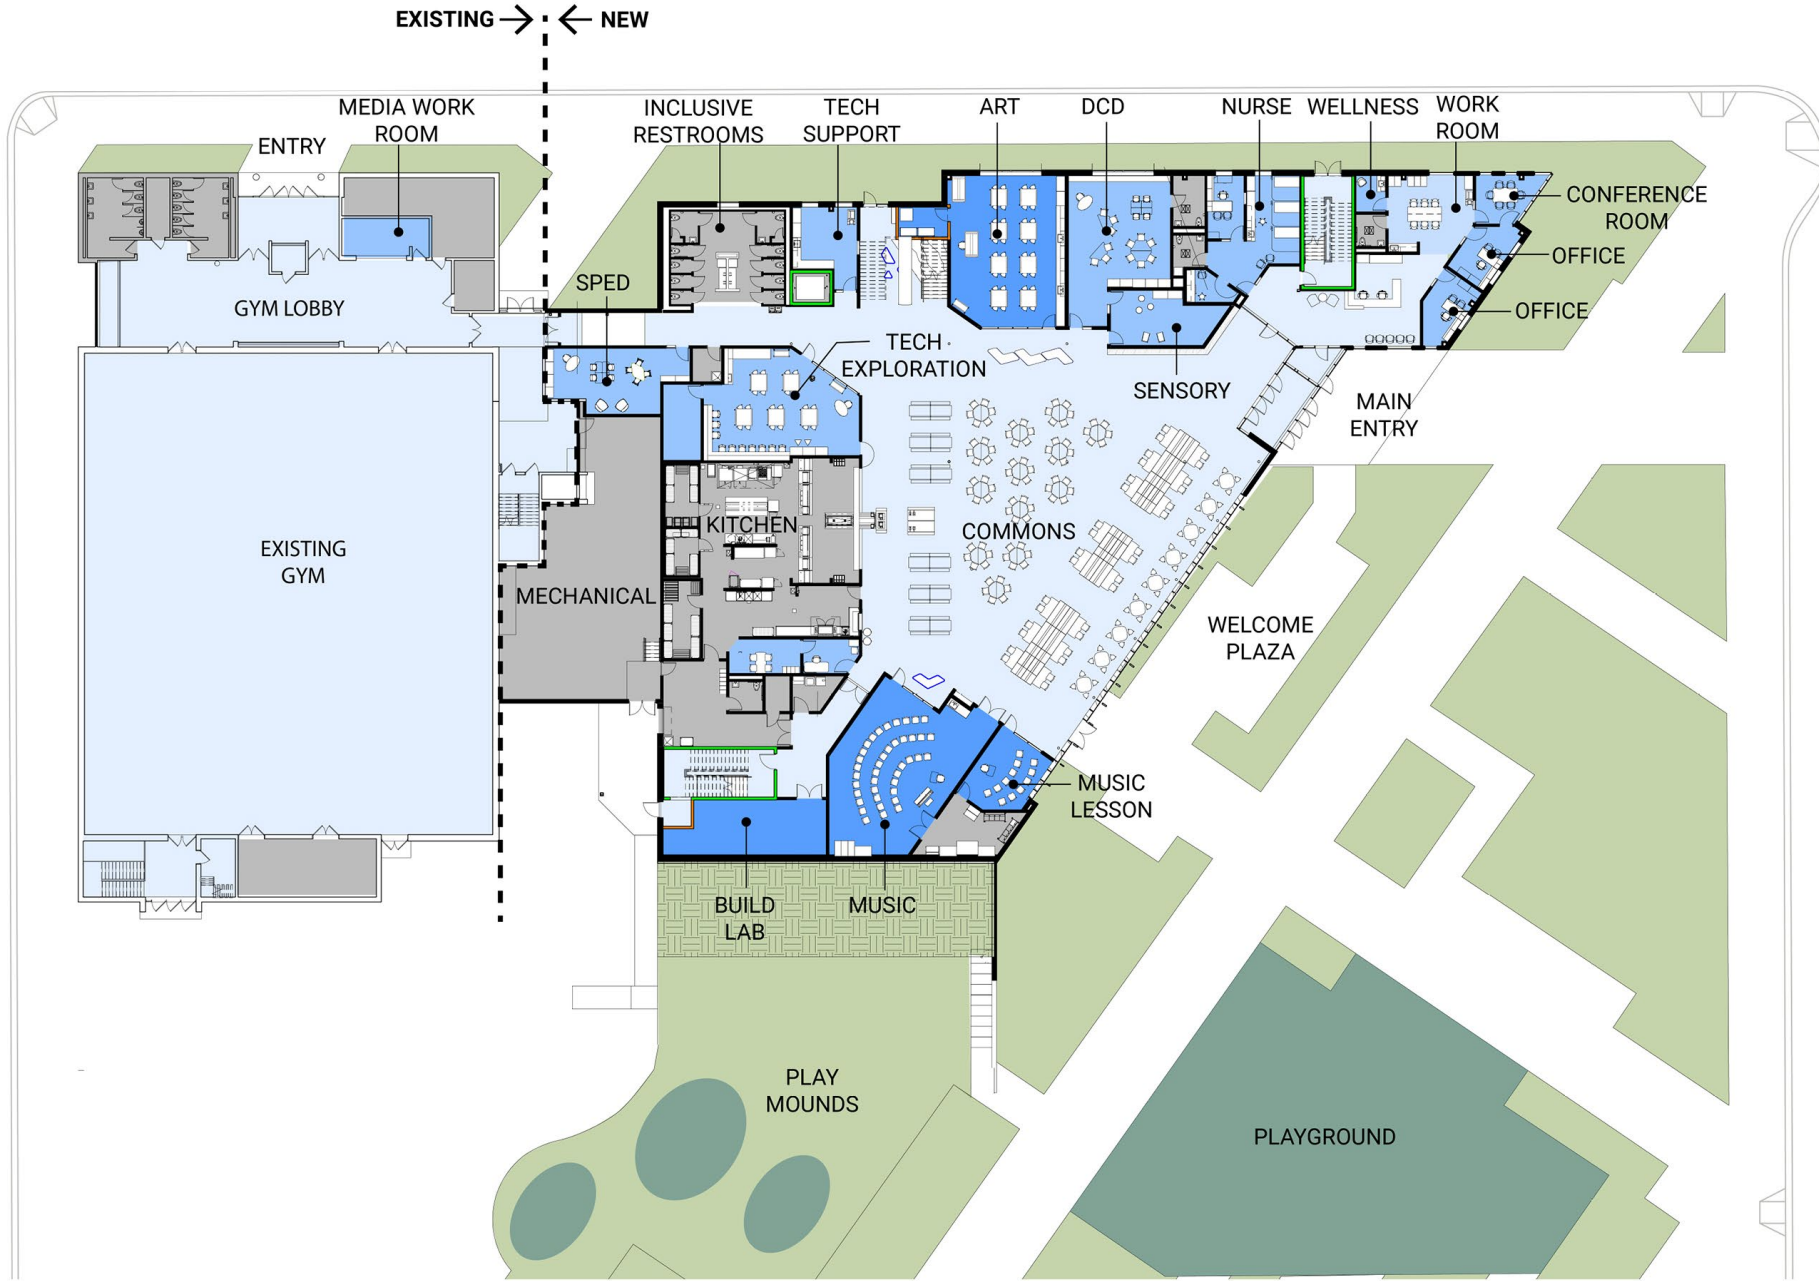 EXISTING
NEW
MEDIA WORK
ROOM
ENTRY
INCLUSIVE
RESTROOMS
TECH
SUPPORT
ART
DCD
NURSE
WELLNESS
WORK
ROOM
CONFERENCE
ROOM
OFFICE
OFFICE
SPED
GYM LOBBY
TECH
EXPLORATION
SENSORY
MAIN
ENTRY
KITCHEN
COMMONS
EXISTING
GYM
MECHANICAL
WELCOME
PLAZA
MUSIC
LESSON
BUILD
LAB
MUSIC
PLAY
MOUNDS
PLAYGROUND